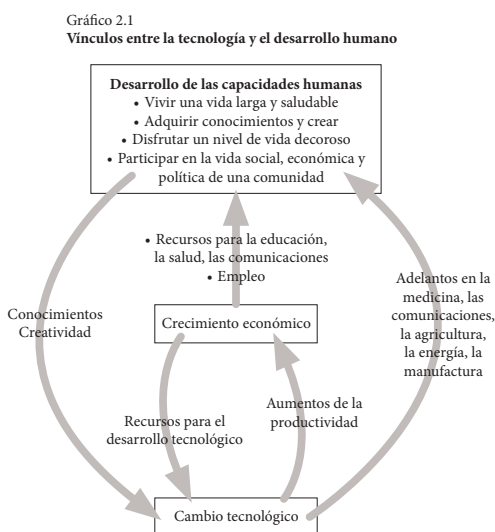 Gráfico 2.1
Vínculos entre la tecnología y el desarrollo humano
Desarrollo de las capacidades humanas
• Vivir una vida larga y saludable
• Adquirir conocimientos y crear
• Disfrutar un nivel de vida decoroso
• Participar en la vida social, económica y
política de una comunidad
• Recursos para la educación,
la salud, las comunicaciones
• Empleo
Conocimientos
Creatividad
Crecimiento económico
Adelantos en la
medicina, las
comunicaciones,
la agricultura,
la energía, la
manufactura
Recursos para el
desarrollo tecnológico
Aumentos de la
productividad
Cambio tecnológico